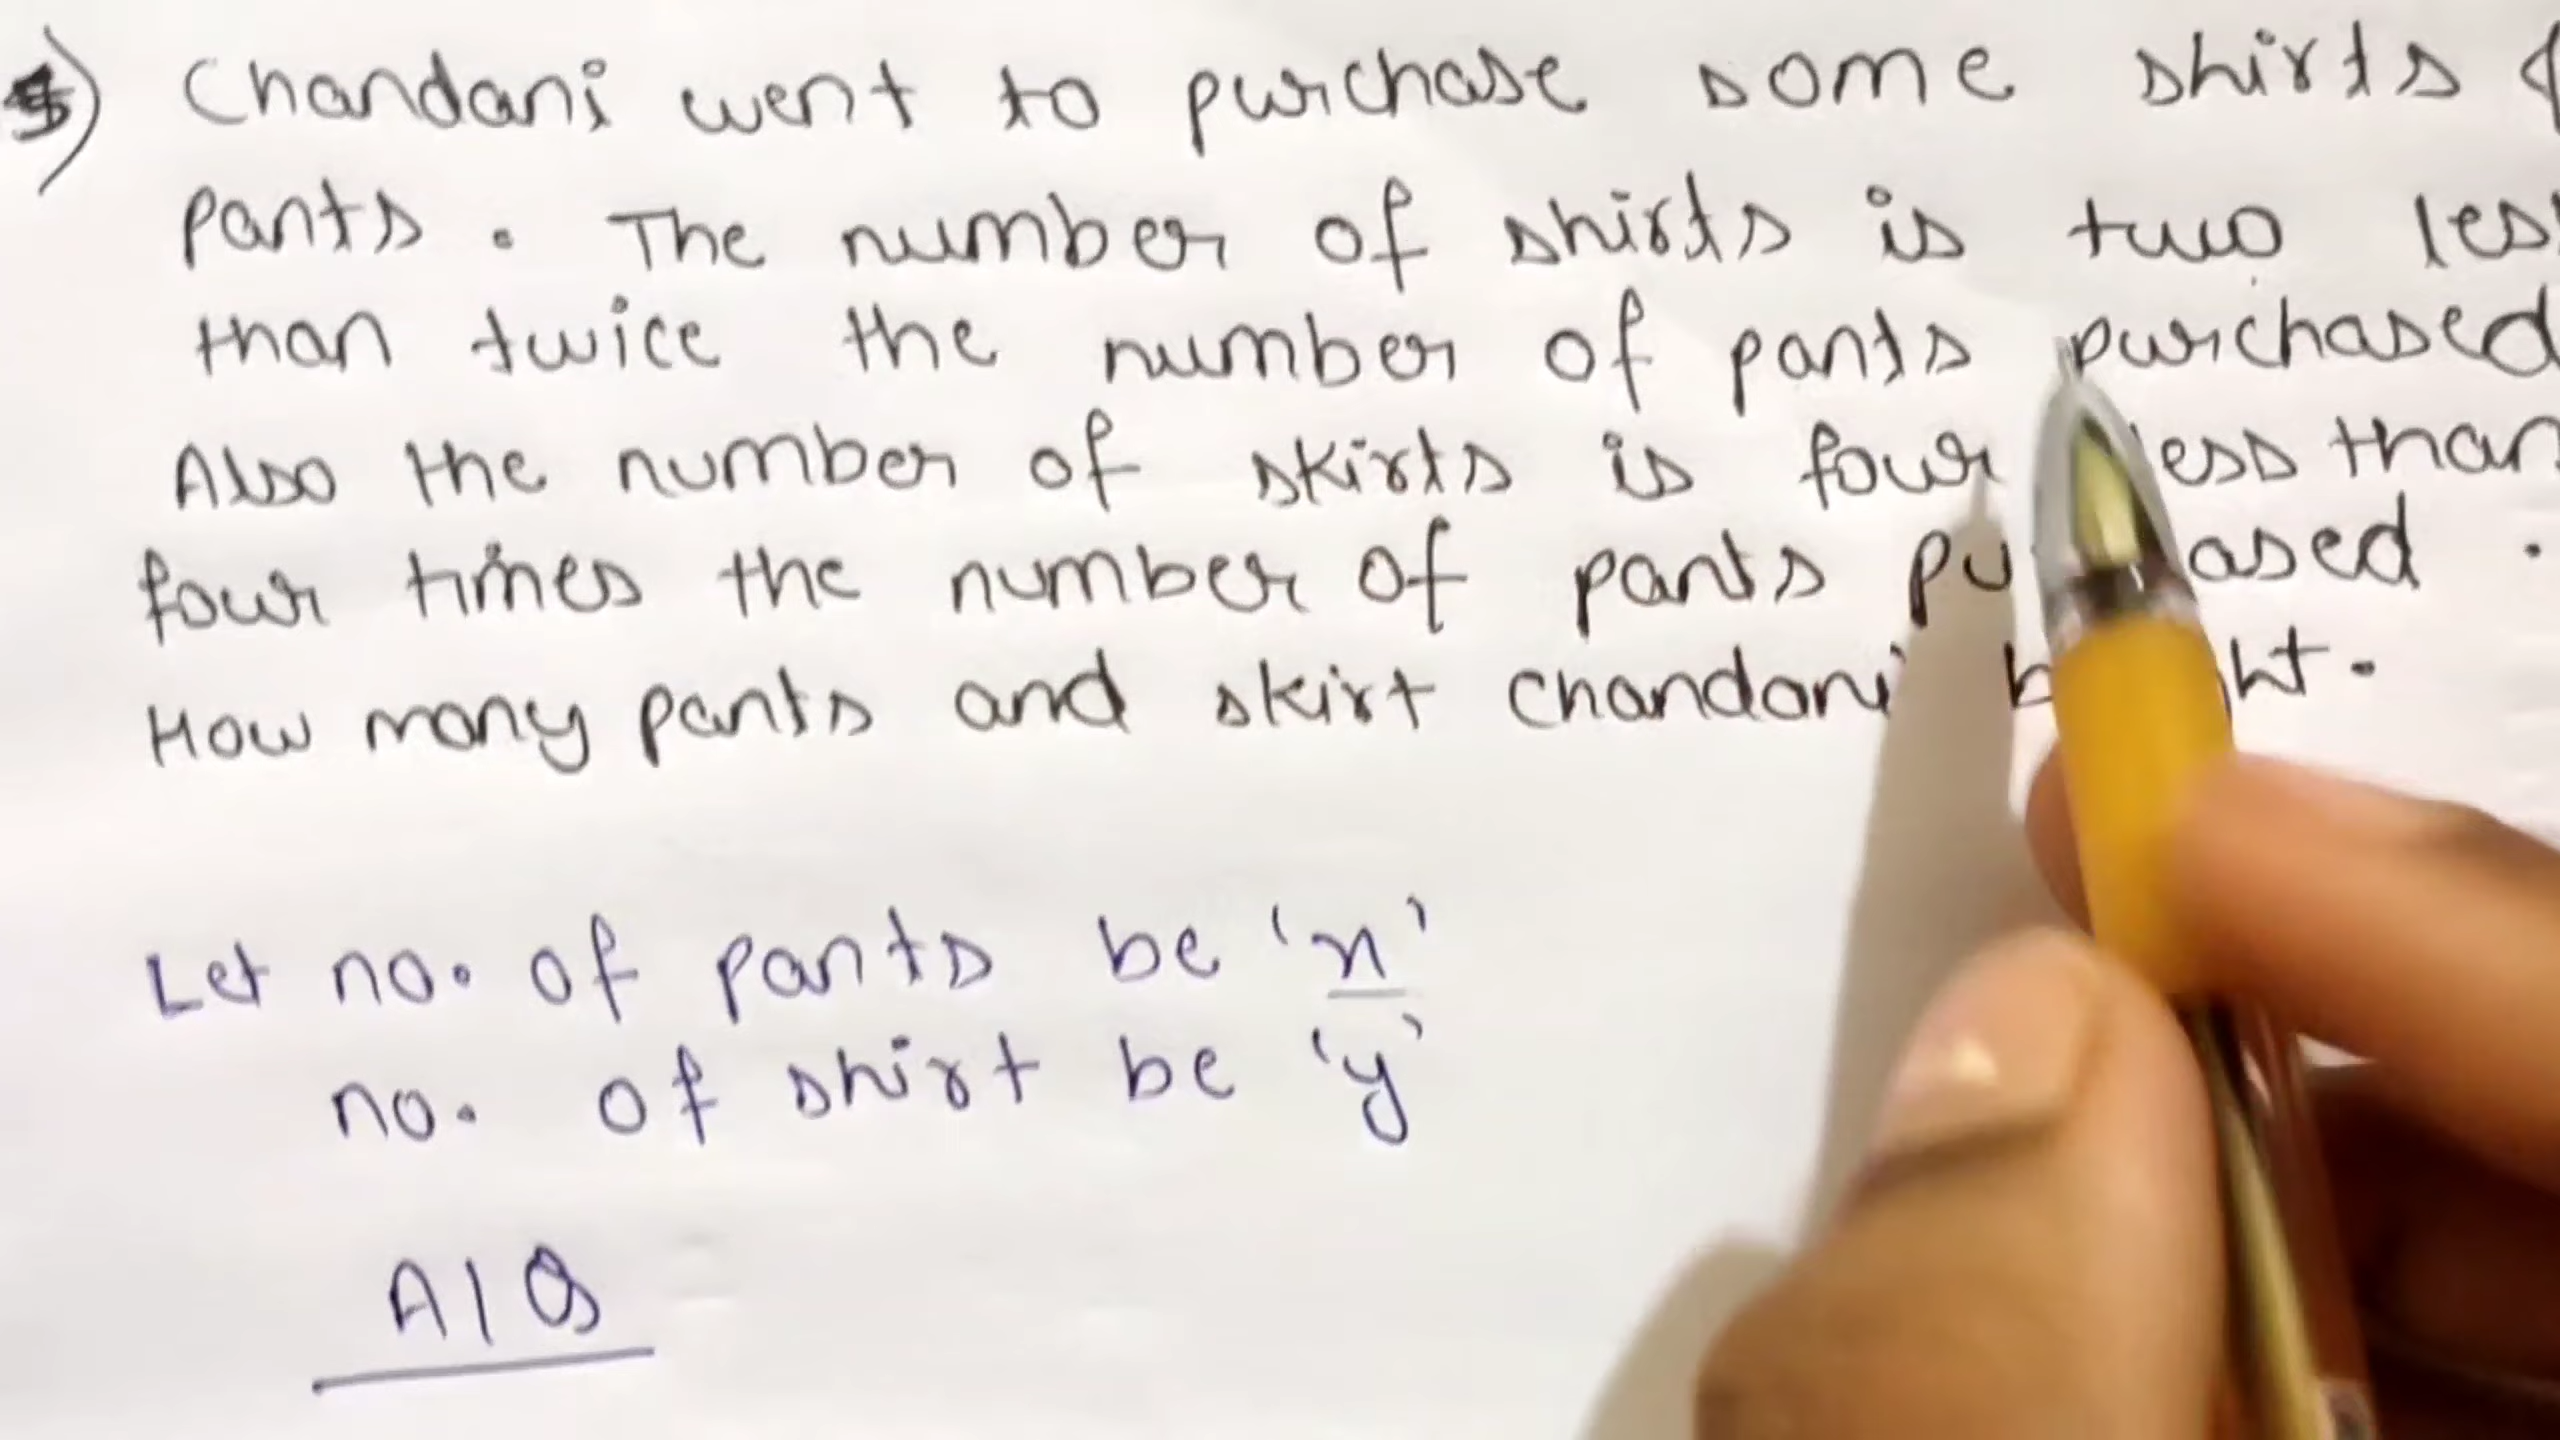 5) Chandani went to purchase some shirts &
pants. The number of shirts is two les
than twice the number of pants purchased
Also the number of skirts is four less than
four times the number of pants pu ased.
How many pants and skirt chandani b ht.
Let no. of pants be 'x'
no. of shirt be 'y'
A/Q